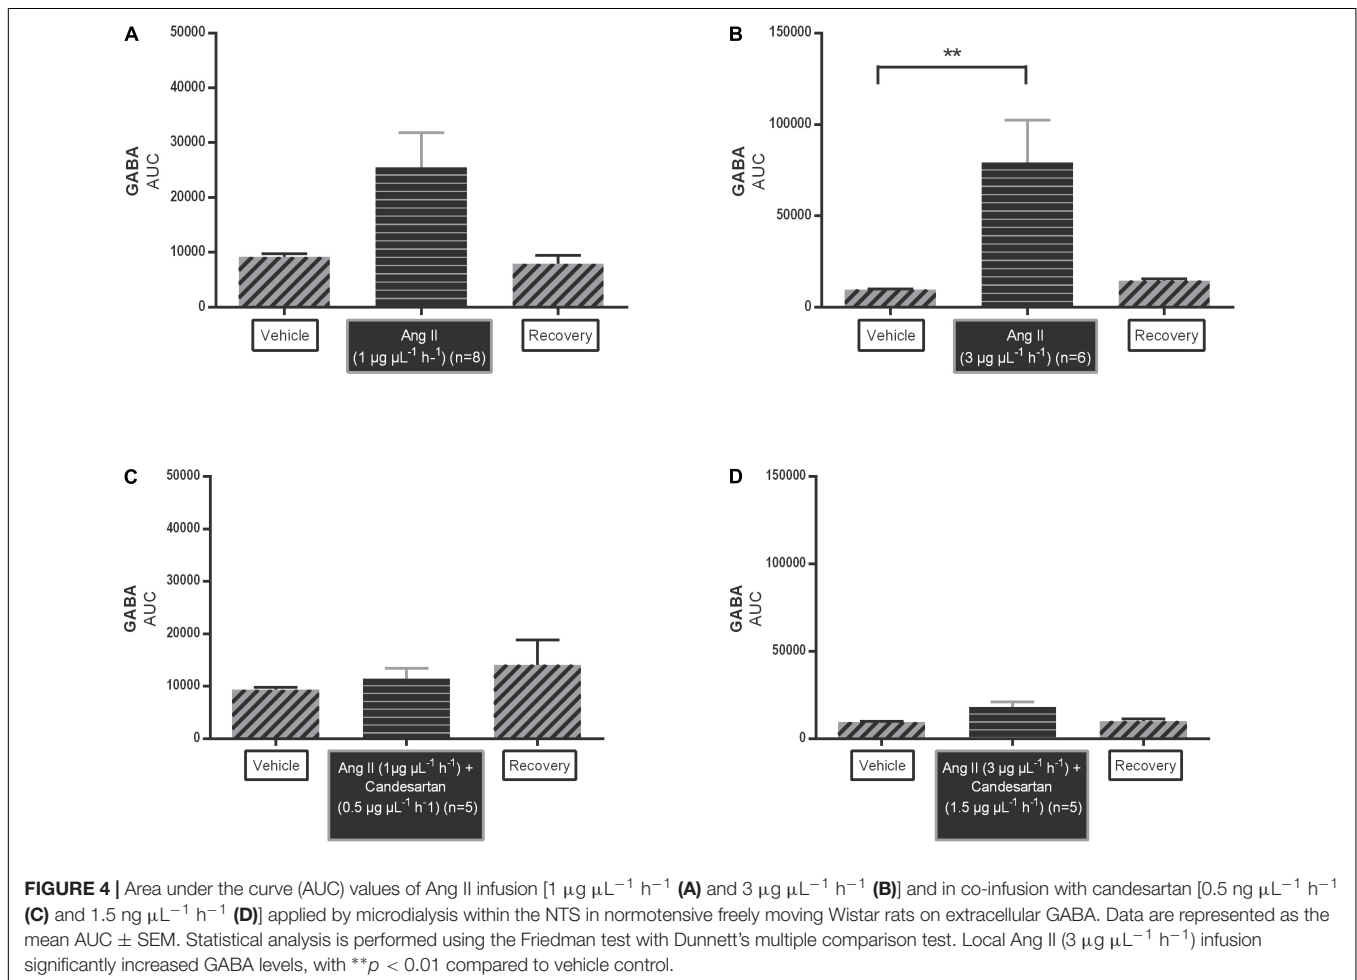 A
50000
40000
30000
20000
10000
0
GABA
AUC
Vehicle
Ang II
(1 µg µL⁻¹ h-¹) (n=8)
Recovery
B
150000
100000
50000
0
GABA
AUC
**
Vehicle
Ang II
(3 µg µL⁻¹ h⁻¹) (n=6)
Recovery
C
50000
40000
30000
20000
10000
0
GABA
AUC
Vehicle
Ang II (1µg µL⁻¹ h⁻¹) +
Candesartan
(0.5 µg µL⁻¹ h⁻1) (n=5)
Recovery
D
150000
100000
50000
0
GABA
AUC
Vehicle
Ang II (3 µg µL⁻¹ h⁻¹) +
Candesartan
(1.5 µg µL⁻¹ h⁻¹) (n=5)
Recovery
FIGURE 4 | Area under the curve (AUC) values of Ang II infusion [1 µg µL⁻¹ h⁻¹ (A) and 3 µg µL⁻¹ h⁻¹ (B)] and in co-infusion with candesartan [0.5 ng µL⁻¹ h⁻¹
(C) and 1.5 ng µL⁻¹ h⁻¹ (D)] applied by microdialysis within the NTS in normotensive freely moving Wistar rats on extracellular GABA. Data are represented as the
mean AUC ± SEM. Statistical analysis is performed using the Friedman test with Dunnett's multiple comparison test. Local Ang II (3 µg µL⁻¹ h⁻¹) infusion
significantly increased GABA levels, with **p < 0.01 compared to vehicle control.